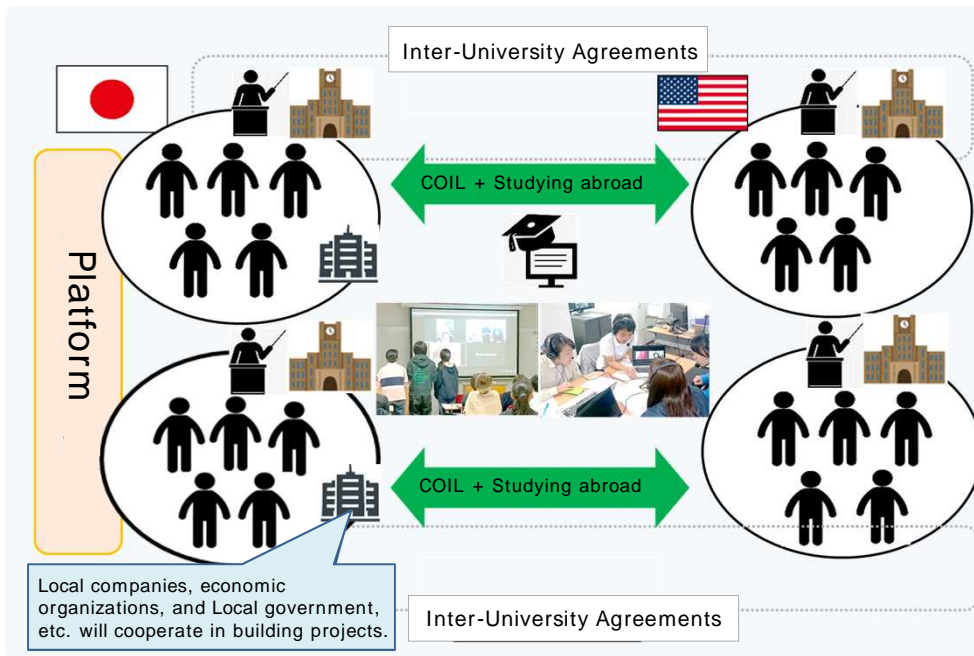 Inter-University Agreements
COIL + Studying abroad
Platform
COIL + Studying abroad
Local companies, economic
organizations, and Local government,
etc. will cooperate in building projects.
Inter-University Agreements